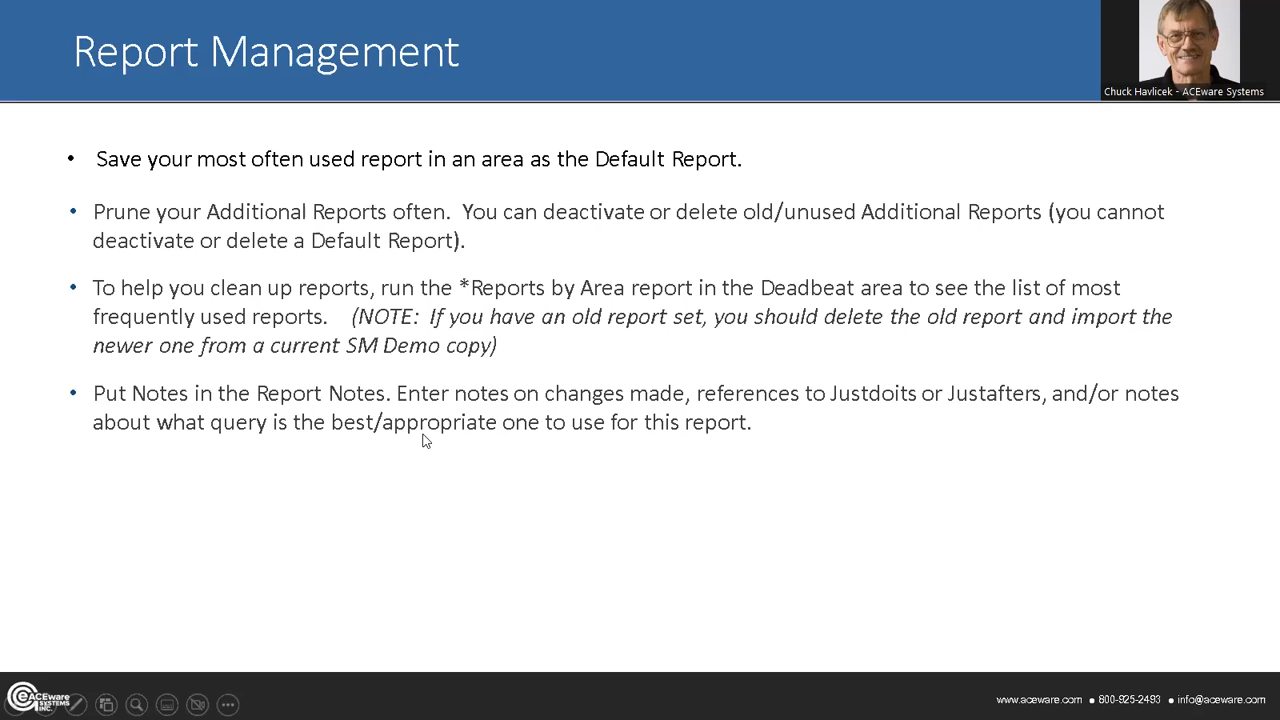 Report Management
Chuck Havlicek - ACEware Systems
• Save your most often used report in an area as the Default Report.
• Prune your Additional Reports often. You can deactivate or delete old/unused Additional Reports (you cannot
deactivate or delete a Default Report).
• To help you clean up reports, run the *Reports by Area report in the Deadbeat area to see the list of most
frequently used reports. (NOTE: If you have an old report set, you should delete the old report and import the
newer one from a current SM Demo copy)
• Put Notes in the Report Notes. Enter notes on changes made, references to Justdoits or Justafters, and/or notes
about what query is the best/appropriate one to use for this report.
ACEware
SYSTEMS
INC.
www.aceware.com • 800-925-2493 • info@aceware.com